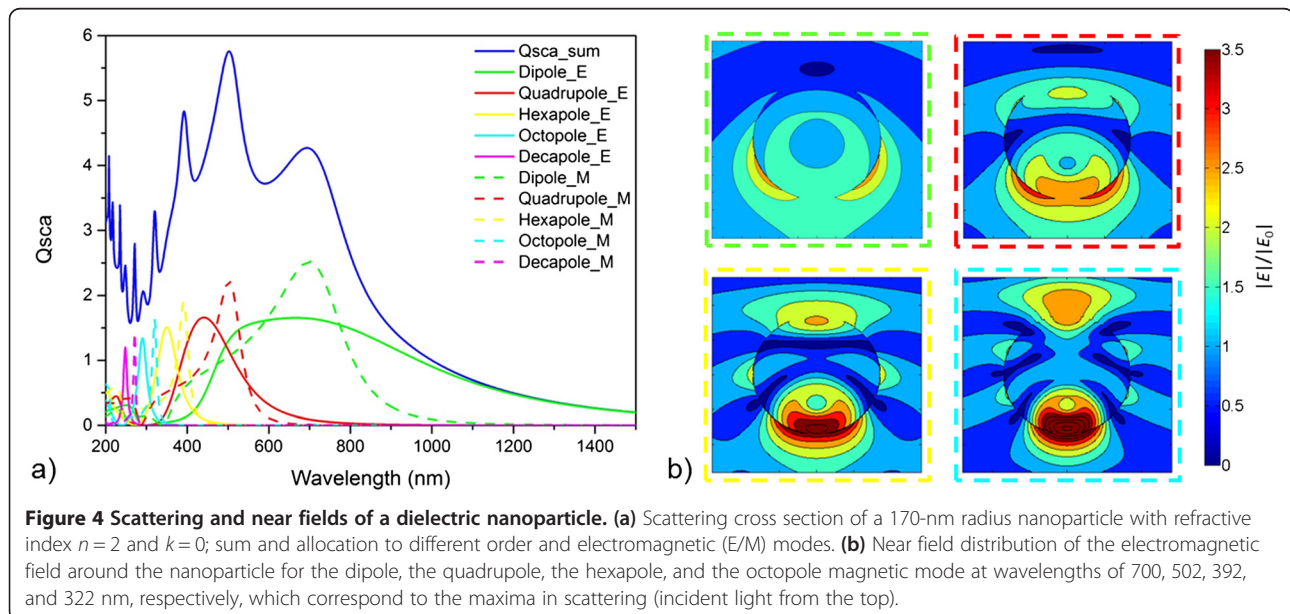 6
5
4
3
2
1
0
Qsca
200
400
600
800
1000
1200
1400
Wavelength (nm)
a)
Qsca_sum
Dipole_E
Quadrupole_E
Hexapole_E
Octopole_E
Decapole_E
Dipole_M
Quadrupole_M
Hexapole_M
Octopole_M
Decapole_M
b)
3.5
3
2.5
2
1.5
1
0.5
0
|E|/|E0|
Figure 4 Scattering and near fields of a dielectric nanoparticle. (a) Scattering cross section of a 170-nm radius nanoparticle with refractive
index n = 2 and k = 0; sum and allocation to different order and electromagnetic (E/M) modes. (b) Near field distribution of the electromagnetic
field around the nanoparticle for the dipole, the quadrupole, the hexapole, and the octopole magnetic mode at wavelengths of 700, 502, 392,
and 322 nm, respectively, which correspond to the maxima in scattering (incident light from the top).